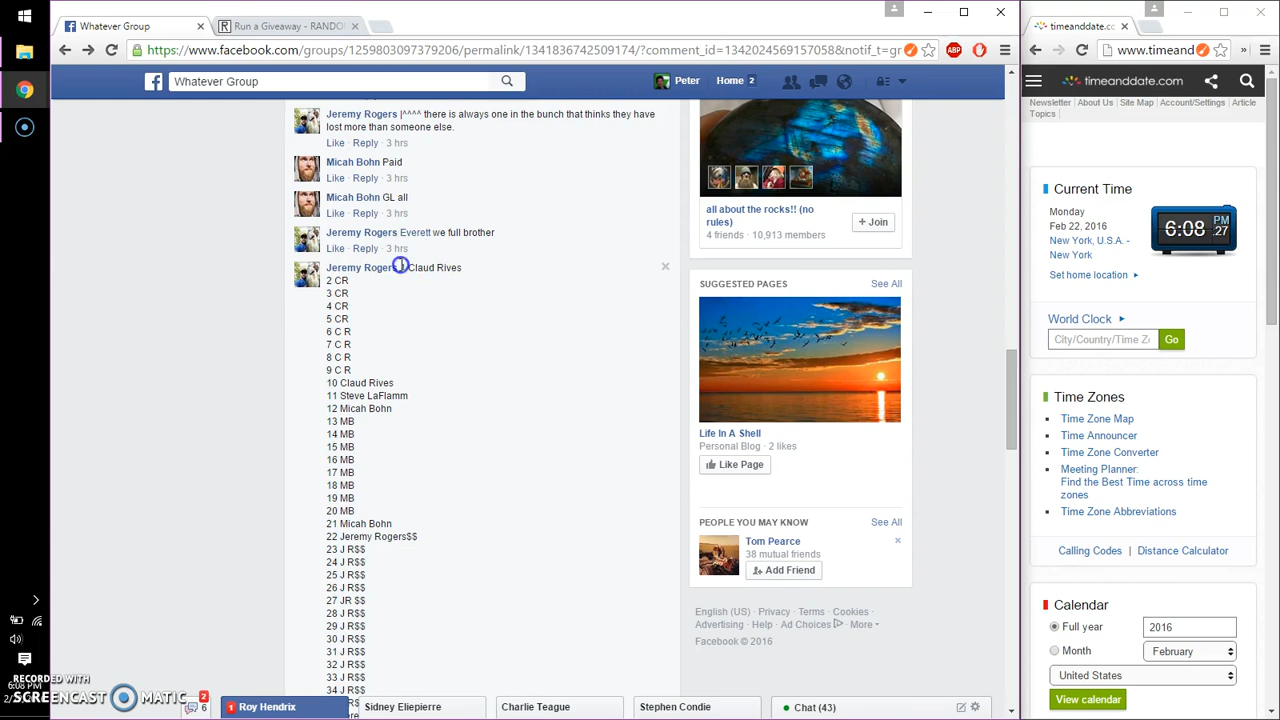 Whatever Group
Run a Giveaway - RANDO
timeanddate.com
https://www.facebook.com/groups/1259803097379206/permalink/1341836742509174/?comment_id=1342024569157058&notif_t=gr
ABP
www.timeand
Whatever Group
Peter
Home 2
timeanddate.com
Newsletter About Us Site Map Account/Settings Article
Topics
Jeremy Rogers |^^^^ there is always one in the bunch that thinks they have
lost more than someone else.
Like · Reply · 3 hrs
Micah Bohn Paid
Like · Reply · 3 hrs
Micah Bohn GL all
Like · Reply · 3 hrs
Jeremy Rogers Everett we full brother
Like · Reply · 3 hrs
Jeremy Rogers Claud Rives
2 CR
3 CR
4 CR
5 CR
6 C R
7 C R
8 C R
9 C R
10 Claud Rives
11 Steve LaFlamm
12 Micah Bohn
13 MB
14 MB
15 MB
16 MB
17 MB
18 MB
19 MB
20 MB
21 Micah Bohn
22 Jeremy Rogers$$
23 J R$$
24 J R$$
25 J R$$
26 J R$$
27 JR $$
28 J R$$
29 J R$$
30 J R$$
31 J R$$
32 J R$$
33 J R$$
34 J R$$
all about the rocks!! (no
rules)
4 friends · 10,913 members
+ Join
SUGGESTED PAGES
See All
Life In A Shell
Personal Blog · 2 likes
Like Page
PEOPLE YOU MAY KNOW
See All
Tom Pearce
38 mutual friends
Add Friend
English (US) · Privacy · Terms · Cookies ·
Advertising · Help · Ad Choices · More
Facebook © 2016
Current Time
Monday
Feb 22, 2016
New York, U.S.A. -
New York
6:08 PM
27
Set home location
World Clock
City/Country/Time Z
Go
Time Zones
Time Zone Map
Time Announcer
Time Zone Converter
Meeting Planner:
Find the Best Time across time
zones
Time Zone Abbreviations
Calling Codes | Distance Calculator
Calendar
Full year
2016
Month
February
United States
View calendar
6:08 PM
RECORDED WITH
SCREENCAST MATIC
2
6
1 Roy Hendrix
Sidney Eliepierre
Charlie Teague
Stephen Condie
Chat (43)